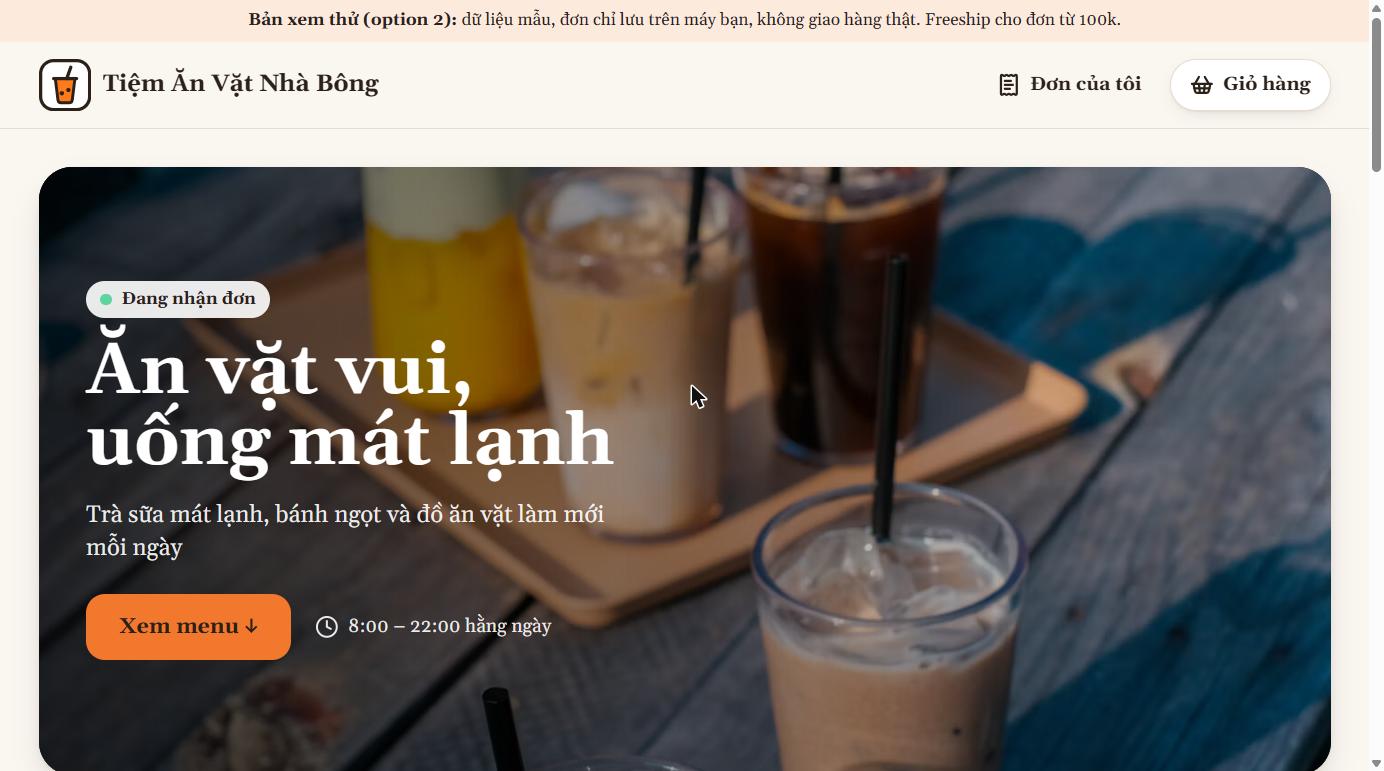 Bản xem thử (option 2): dữ liệu mẫu, đơn chỉ lưu trên máy bạn, không giao hàng thật. Freeship cho đơn từ 100k.
Tiệm Ăn Vặt Nhà Bông
Đơn của tôi
Giỏ hàng
Đang nhận đơn
Ăn vặt vui,
uống mát lạnh
Trà sữa mát lạnh, bánh ngọt và đồ ăn vặt làm mới
mỗi ngày
Xem menu ↓
8:00 – 22:00 hằng ngày